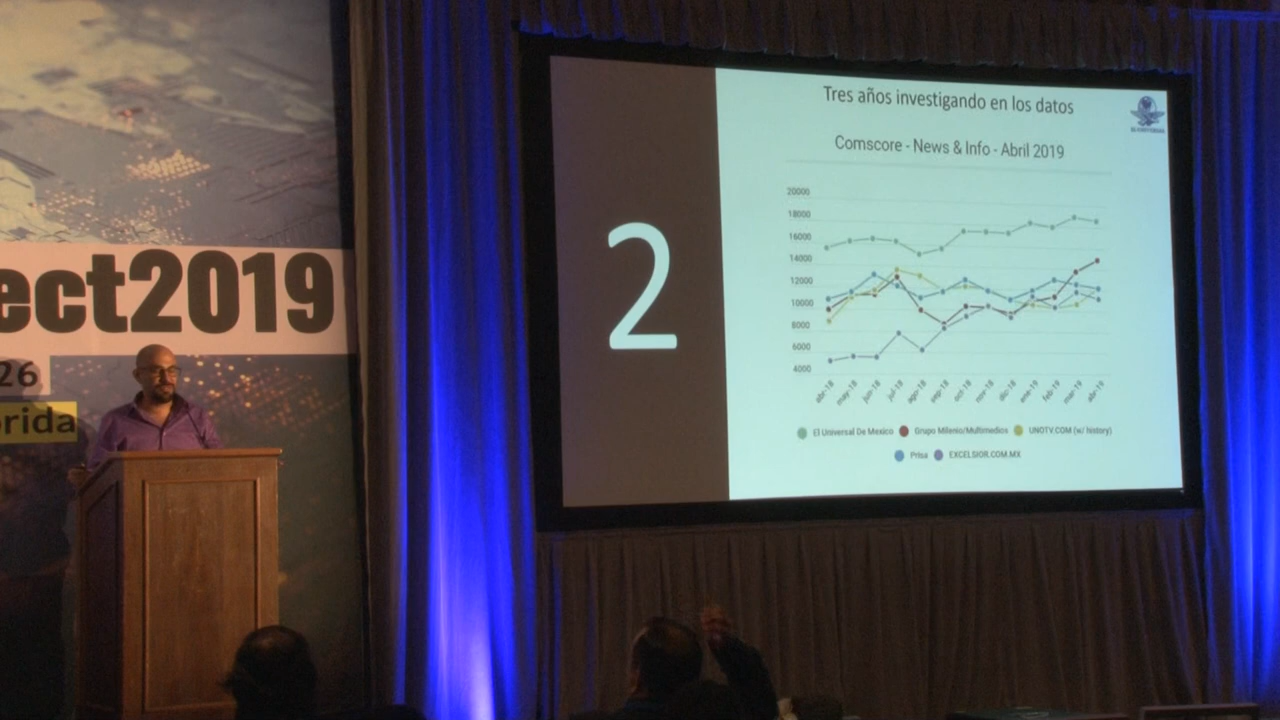 ect2019
26
rida
2
Tres años investigando en los datos
EL UNIVERSAL
Comscore - News & Info - Abril 2019
20000
18000
16000
14000
12000
10000
8000
6000
4000
abr-18 may-18 jun-18 jul-18 ago-18 sep-18 oct-18 nov-18 dic-18 ene-19 feb-19 mar-19 abr-19
El Universal De Mexico Grupo Milenio/Multimedios UNOTV.COM (w/ history)
Prisa EXCELSIOR.COM.MX